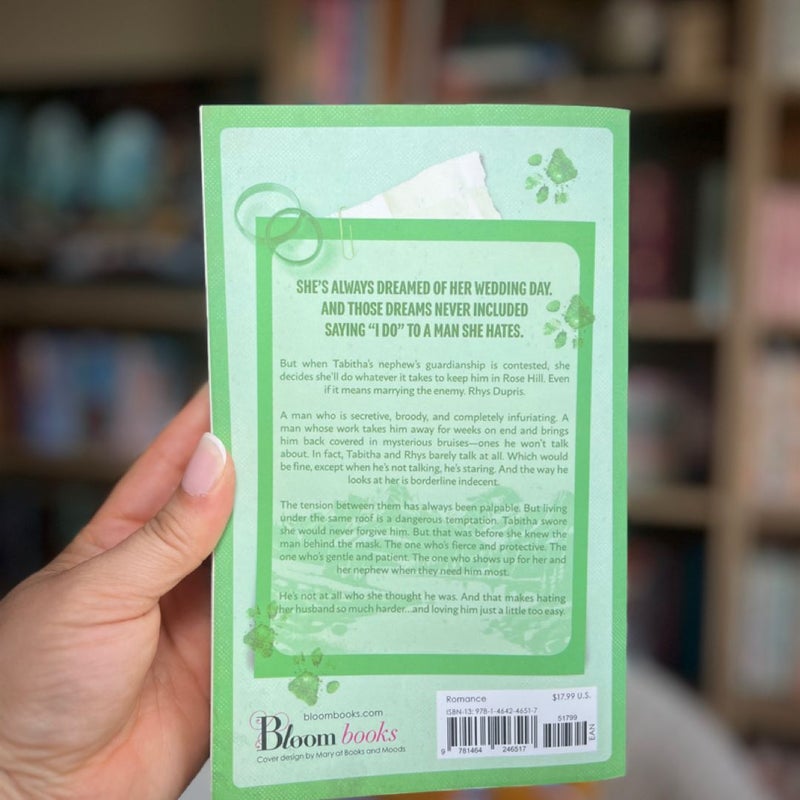 SHE'S ALWAYS DREAMED OF HER WEDDING DAY.
AND THOSE DREAMS NEVER INCLUDED
SAYING “I DO” TO A MAN SHE HATES.
But when Tabitha's nephew's guardianship is contested, she
decides she'll do whatever it takes to keep him in Rose Hill. Even
if it means marrying the enemy. Rhys Dupris.
A man who is secretive, broody, and completely infuriating. A
man whose work takes him away for weeks on end and brings
him back covered in mysterious bruises—ones he won't talk
about. In fact, Tabitha and Rhys barely talk at all. Which would
be fine, except when he's not talking, he's staring. And the way he
looks at her is borderline indecent.
The tension between them has always been palpable. But living
under the same roof is a dangerous temptation. Tabitha swore
she would never forgive him. But that was before she knew the
man behind the mask. The one who's fierce and protective. The
one who's gentle and patient. The one who shows up for her and
her nephew when they need him most.
He's not at all who she thought he was. And that makes hating
her husband so much harder...and loving him just a little too easy.
bloombooks.com
Bloom books
Cover design by Mary at Books and Moods
Romance $17.99 U.S.
ISBN-13: 978-1-4642-4651-7
51799
EAN
9 781464 246517